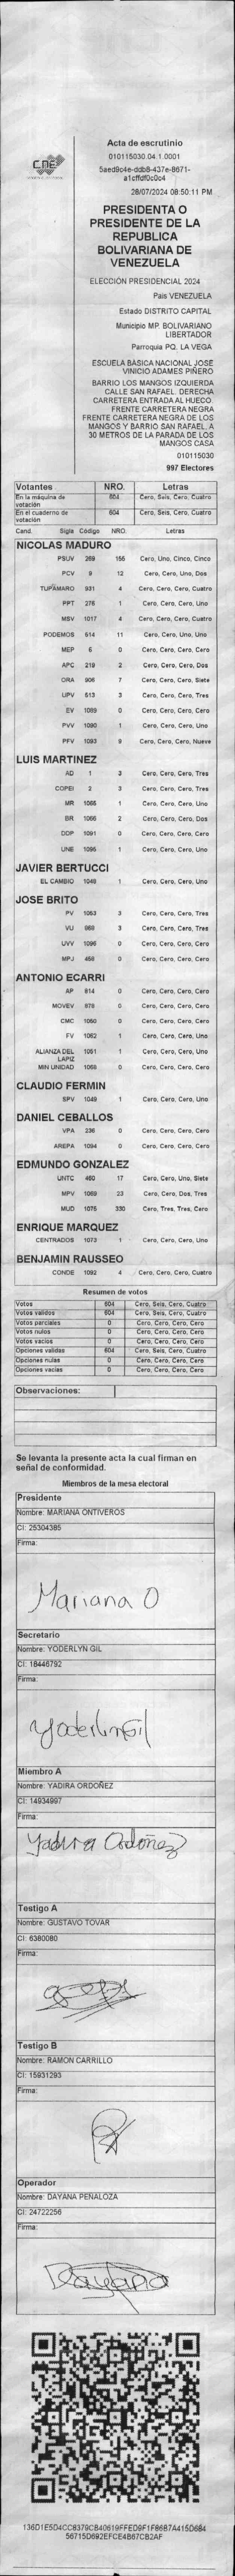 CNE
Acta de escrutinio
010115030.04.1.0001
5aed9c4e-ddb8-437e-8671-
a1cffdf0c0c4
28/07/2024 08:50:11 PM
PRESIDENTA O
PRESIDENTE DE LA
REPUBLICA
BOLIVARIANA DE
VENEZUELA
ELECCIÓN PRESIDENCIAL 2024
País VENEZUELA
Estado DISTRITO CAPITAL
Municipio MP. BOLIVARIANO
LIBERTADOR
Parroquia PQ. LA VEGA
ESCUELA BASICA NACIONAL JOSE
VINICIO ADAMES PIÑERO
BARRIO LOS MANGOS IZQUIERDA
CALLE SAN RAFAEL. DERECHA
CARRETERA ENTRADA AL HUECO.
FRENTE CARRETERA NEGRA
FRENTE CARRETERA NEGRA DE LOS
MANGOS Y BARRIO SAN RAFAEL. A
30 METROS DE LA PARADA DE LOS
MANGOS CASA
010115030
997 Electores
Votantes NRO. Letras
En la máquina de votación 604 Cero, Seis, Cero, Cuatro
En el cuaderno de votación 604 Cero, Seis, Cero, Cuatro
Cand. Sigla Código NRO. Letras
NICOLAS MADURO
PSUV 269 155 Cero, Uno, Cinco, Cinco
PCV 9 12 Cero, Cero, Uno, Dos
TUPAMARO 931 4 Cero, Cero, Cero, Cuatro
PPT 275 1 Cero, Cero, Cero, Uno
MSV 1017 4 Cero, Cero, Cero, Cuatro
PODEMOS 514 11 Cero, Cero, Uno, Uno
MEP 6 0 Cero, Cero, Cero, Cero
APC 219 2 Cero, Cero, Cero, Dos
ORA 906 7 Cero, Cero, Cero, Siete
UPV 513 3 Cero, Cero, Cero, Tres
EV 1089 0 Cero, Cero, Cero, Cero
PVV 1090 1 Cero, Cero, Cero, Uno
PFV 1093 9 Cero, Cero, Cero, Nueve
LUIS MARTINEZ
AD 1 3 Cero, Cero, Cero, Tres
COPEI 2 3 Cero, Cero, Cero, Tres
MR 1065 1 Cero, Cero, Cero, Uno
BR 1066 2 Cero, Cero, Cero, Dos
DDP 1091 0 Cero, Cero, Cero, Cero
UNE 1095 1 Cero, Cero, Cero, Uno
JAVIER BERTUCCI
EL CAMBIO 1048 1 Cero, Cero, Cero, Uno
JOSE BRITO
PV 1053 3 Cero, Cero, Cero, Tres
VU 969 3 Cero, Cero, Cero, Tres
UVV 1096 0 Cero, Cero, Cero, Cero
MPJ 458 0 Cero, Cero, Cero, Cero
ANTONIO ECARRI
AP 814 0 Cero, Cero, Cero, Cero
MOVEV 878 0 Cero, Cero, Cero, Cero
CMC 1050 0 Cero, Cero, Cero, Cero
FV 1052 1 Cero, Cero, Cero, Uno
ALIANZA DEL LAPIZ 1051 1 Cero, Cero, Cero, Uno
MIN UNIDAD 1068 0 Cero, Cero, Cero, Cero
CLAUDIO FERMIN
SPV 1049 1 Cero, Cero, Cero, Uno
DANIEL CEBALLOS
VPA 236 0 Cero, Cero, Cero, Cero
AREPA 1094 0 Cero, Cero, Cero, Cero
EDMUNDO GONZALEZ
UNTC 460 17 Cero, Cero, Uno, Siete
MPV 1069 23 Cero, Cero, Dos, Tres
MUD 1075 330 Cero, Tres, Tres, Cero
ENRIQUE MARQUEZ
CENTRADOS 1073 1 Cero, Cero, Cero, Uno
BENJAMIN RAUSSEO
CONDE 1092 4 Cero, Cero, Cero, Cuatro
Resumen de votos
Votos 604 Cero, Seis, Cero, Cuatro
Votos validos 604 Cero, Seis, Cero, Cuatro
Votos parciales 0 Cero, Cero, Cero, Cero
Votos nulos 0 Cero, Cero, Cero, Cero
Votos vacios 0 Cero, Cero, Cero, Cero
Opciones validas 604 Cero, Seis, Cero, Cuatro
Opciones nulas 0 Cero, Cero, Cero, Cero
Opciones vacias 0 Cero, Cero, Cero, Cero
Observaciones:
Se levanta la presente acta la cual firman en
señal de conformidad.
Miembros de la mesa electoral
Presidente
Nombre: MARIANA ONTIVEROS
CI: 25304385
Firma:
Mariana O
Secretario
Nombre: YODERLYN GIL
CI: 18446792
Firma:
YoderlinGil
Miembro A
Nombre: YADIRA ORDOÑEZ
CI: 14934997
Firma:
Yadira Ordoñez
Testigo A
Nombre: GUSTAVO TOVAR
CI: 6380080
Firma:
Testigo B
Nombre: RAMON CARRILLO
CI: 15931293
Firma:
Operador
Nombre: DAYANA PEÑALOZA
CI: 24722256
Firma:
Dayana
136D1E5D4CC8379CB40619FFED9F1F86B7A415D684
56715D692EFCE4B67CB2AF